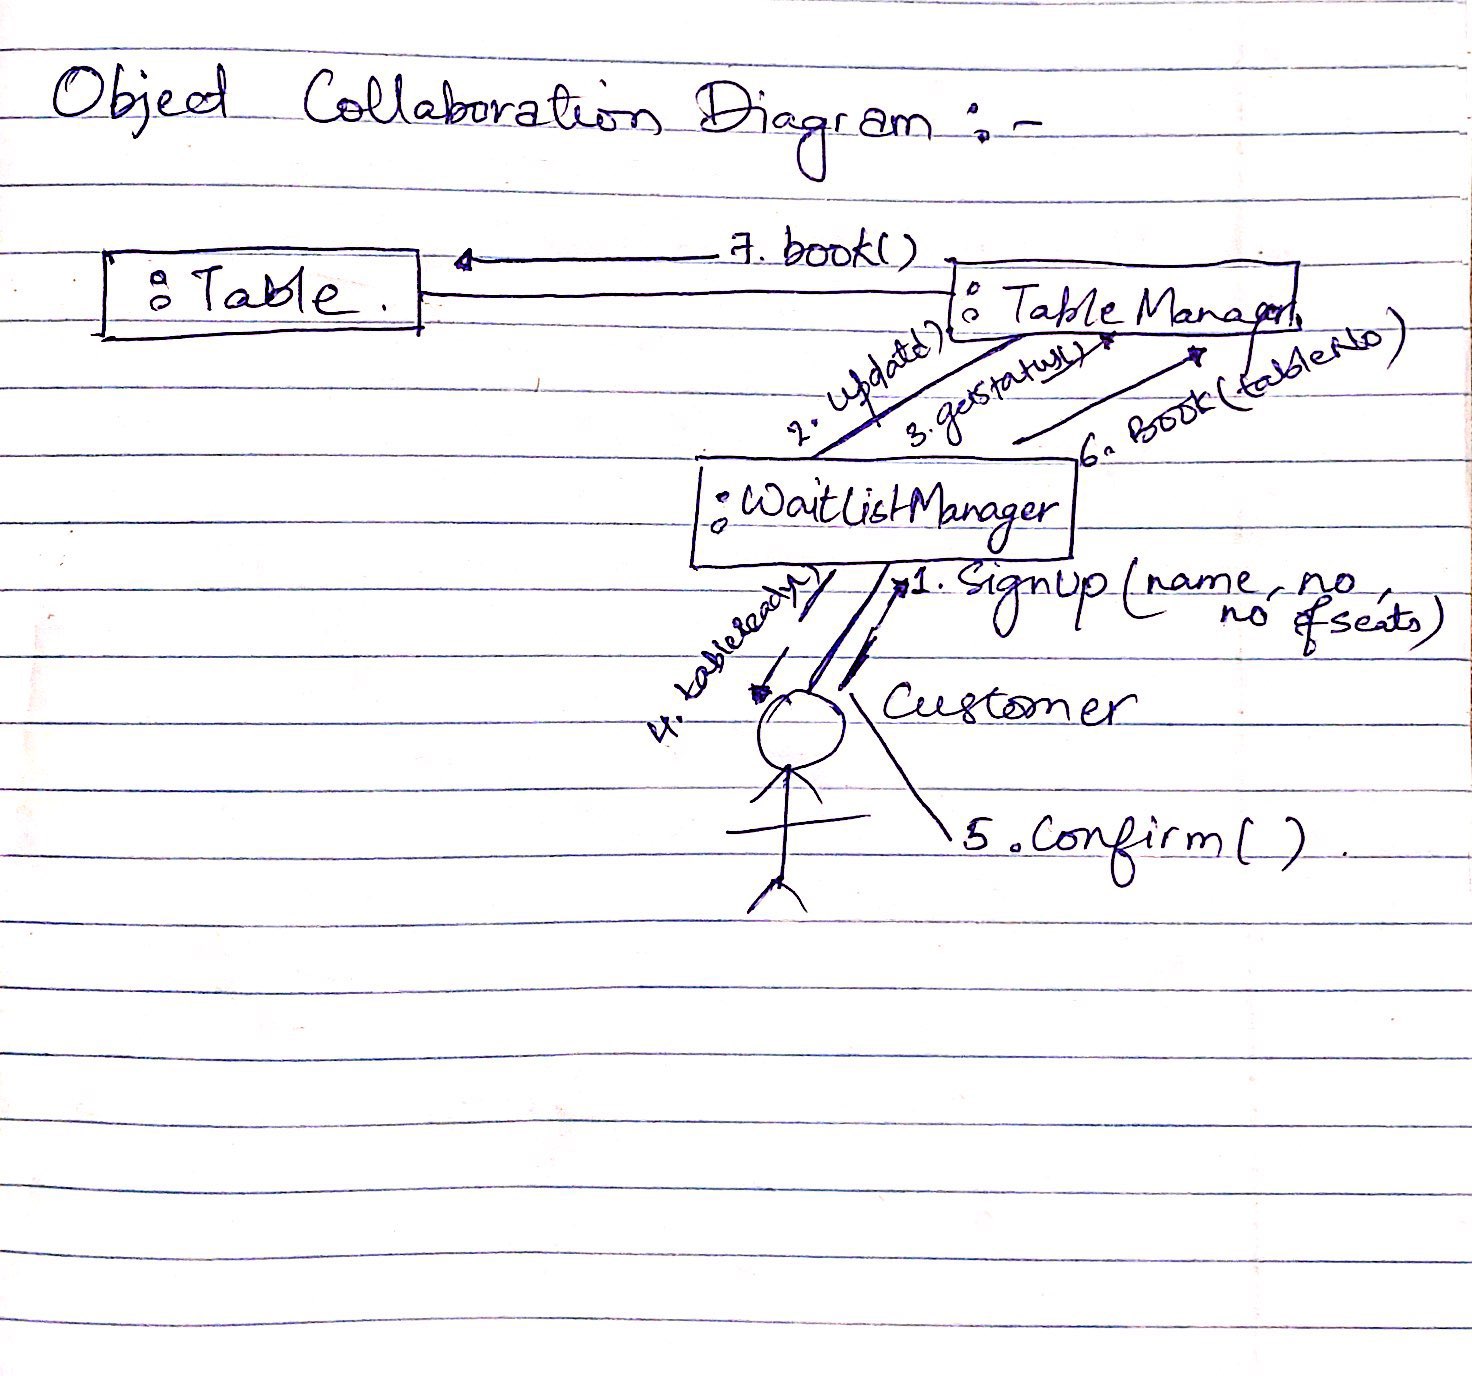 Object Collaboration Diagram :-
7. book()
: Table .
: Table Manager
2. update)
3. getstatus()
6. Book(tableNo)
: WaitlistManager
1. Signup (name, no,
no of seats)
4. tableready)
Customer
5. Confirm( ) .